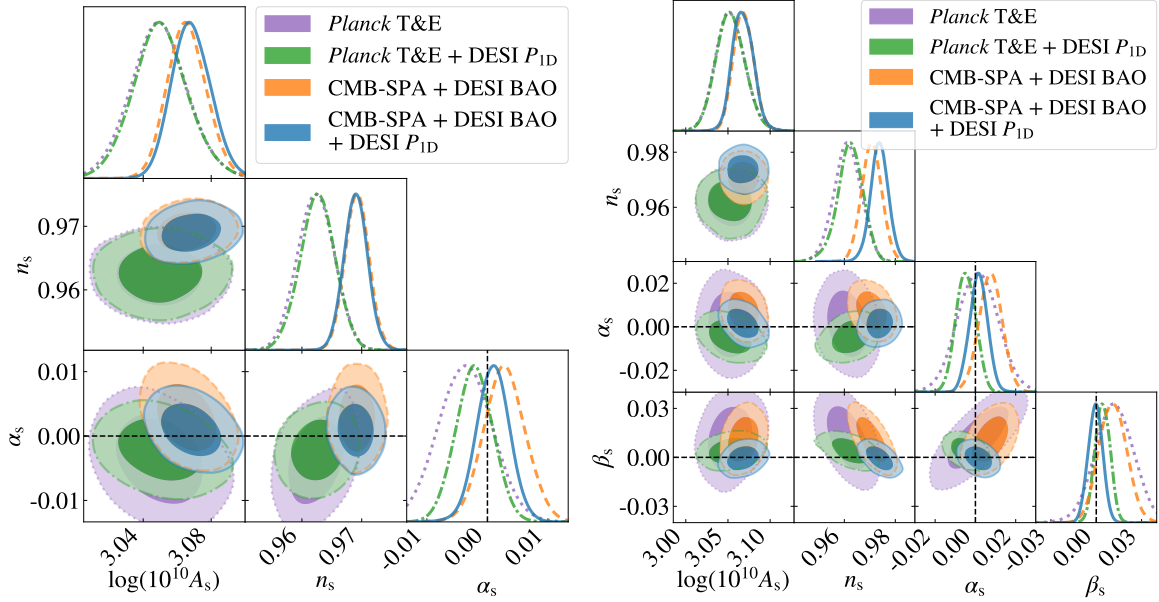 Planck T&E
Planck T&E + DESI P1D
CMB-SPA + DESI BAO
CMB-SPA + DESI BAO
+ DESI P1D
ns
0.97
0.96
αs
0.01
0.00
-0.01
3.04
3.08
0.96
0.97
-0.01
0.00
0.01
log(10^10 As)
ns
αs
Planck T&E
Planck T&E + DESI P1D
CMB-SPA + DESI BAO
CMB-SPA + DESI BAO
+ DESI P1D
ns
0.98
0.96
αs
0.02
0.00
-0.02
βs
0.03
0.00
-0.03
3.00
3.05
3.10
0.96
0.98
-0.02
0.00
0.02
-0.03
0.00
0.03
log(10^10 As)
ns
αs
βs